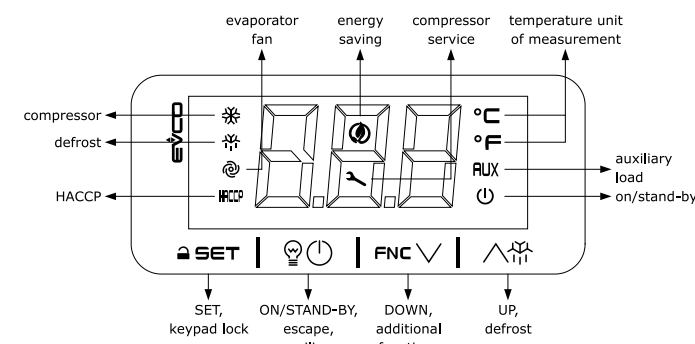 evaporator
fan
energy
saving
compressor
service
temperature unit
of measurement
compressor
defrost
HACCP
EVCO
HACCP
°C
°F
AUX
auxiliary
load
on/stand-by
SET
FNC
SET,
keypad lock
ON/STAND-BY,
escape,
DOWN,
additional
UP,
defrost